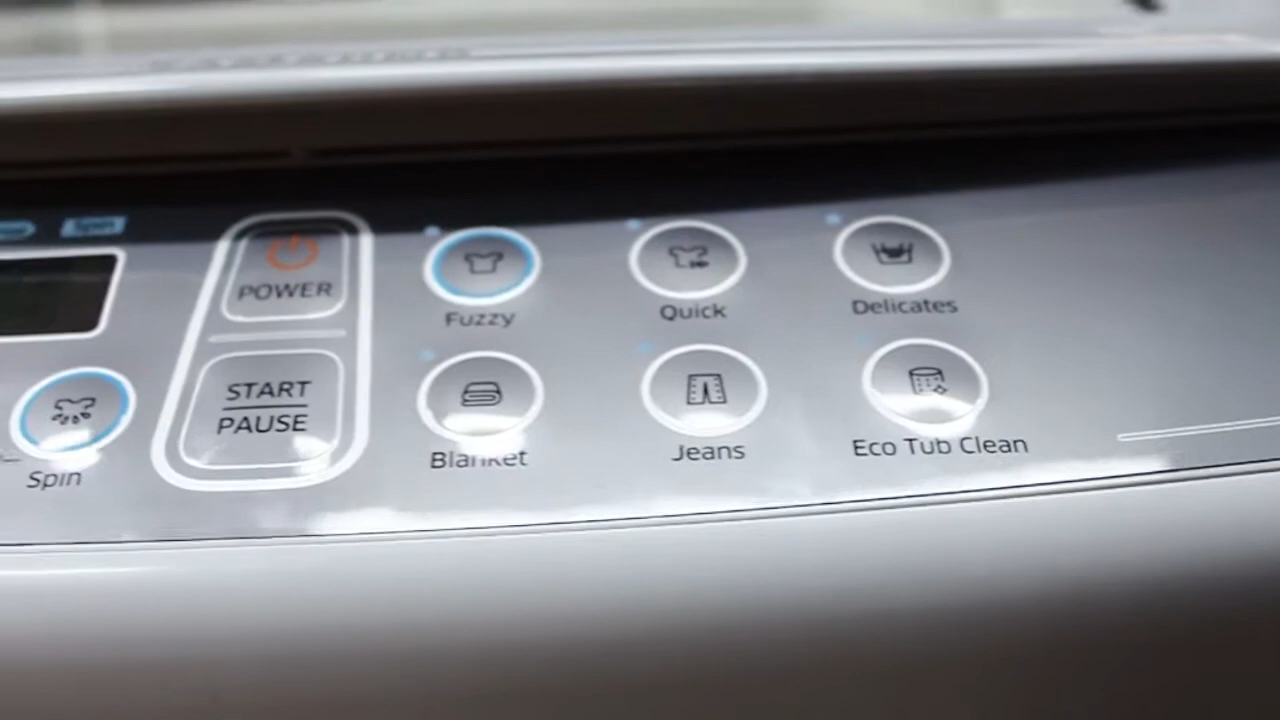 POWER
Fuzzy
Quick
Delicates
START
PAUSE
Spin
Blanket
Jeans
Eco Tub Clean